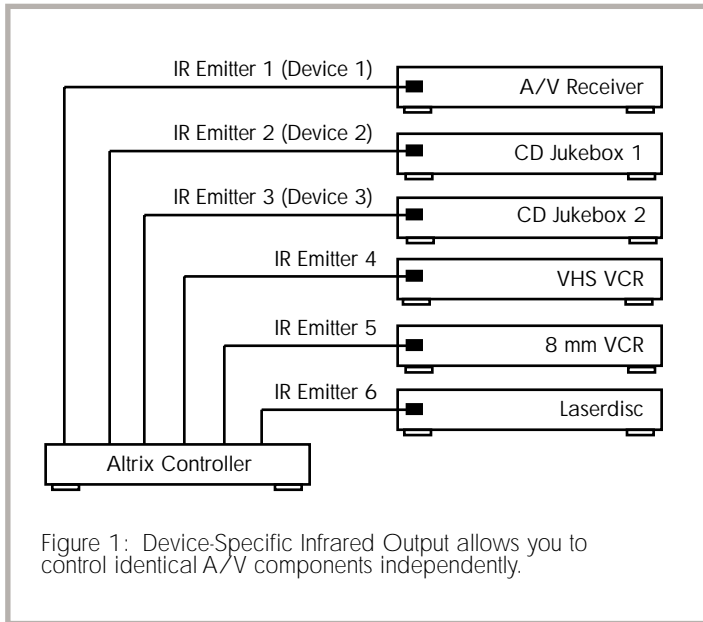 IR Emitter 1 (Device 1)
A/V Receiver
IR Emitter 2 (Device 2)
CD Jukebox 1
IR Emitter 3 (Device 3)
CD Jukebox 2
IR Emitter 4
VHS VCR
IR Emitter 5
8 mm VCR
IR Emitter 6
Laserdisc
Altrix Controller
Figure 1: Device-Specific Infrared Output allows you to
control identical A/V components independently.